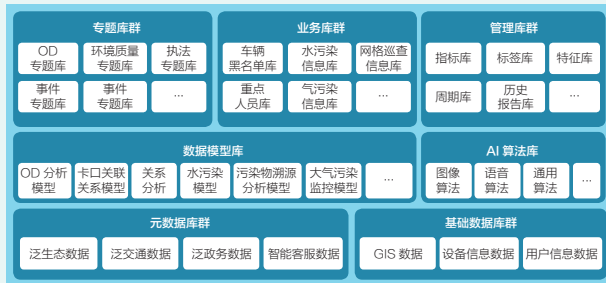 专题库群
OD
专题库
环境质量
专题库
执法
专题库
事件
专题库
事件
专题库
...
业务库群
车辆
黑名单库
水污染
信息库
网格巡查
信息库
重点
人员库
气污染
信息库
...
管理库群
指标库
标签库
特征库
周期库
历史
报告库
...
数据模型库
OD 分析
模型
卡口关联
关系模型
关系
分析
水污染
模型
污染物溯源
分析模型
大气污染
监控模型
...
AI 算法库
图像
算法
语音
算法
通用
算法
...
元数据库群
泛生态数据
泛交通数据
泛政务数据
智能客服数据
基础数据库群
GIS 数据
设备信息数据
用户信息数据